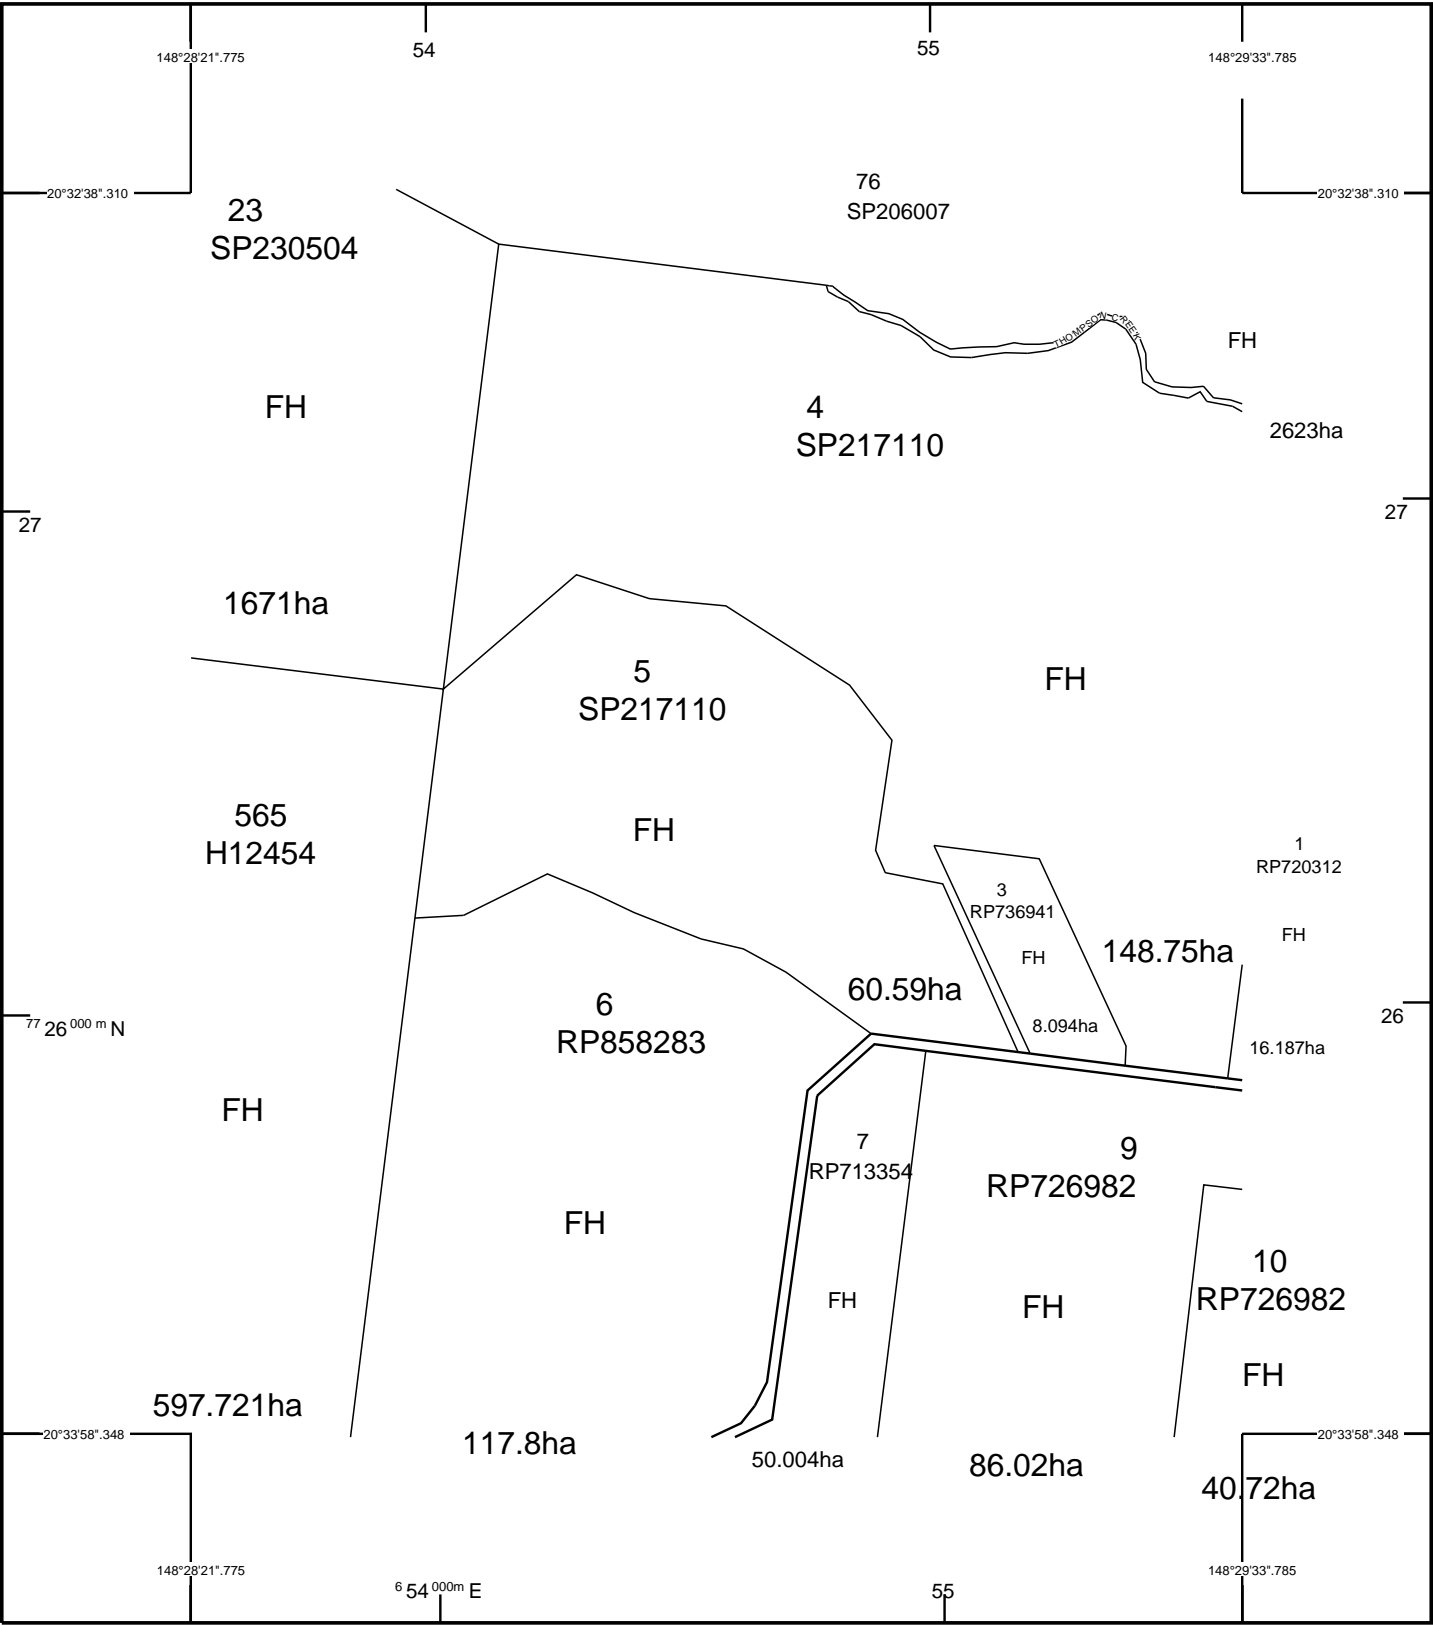 54
55
148°28'21".775
148°29'33".785
76
SP206007
20°32'38".310
20°32'38".310
23
SP230504
THOMPSON CREEK
FH
FH
4
SP217110
2623ha
27
27
1671ha
5
SP217110
FH
565
H12454
FH
1
RP720312
3
RP736941
FH
148.75ha
FH
60.59ha
6
RP858283
8.094ha
77 26 000 m N
26
16.187ha
FH
7
RP713354
9
RP726982
FH
10
RP726982
FH
FH
FH
597.721ha
20°33'58".348
20°33'58".348
117.8ha
50.004ha
86.02ha
40.72ha
148°28'21".775
148°29'33".785
6 54 000m E
55